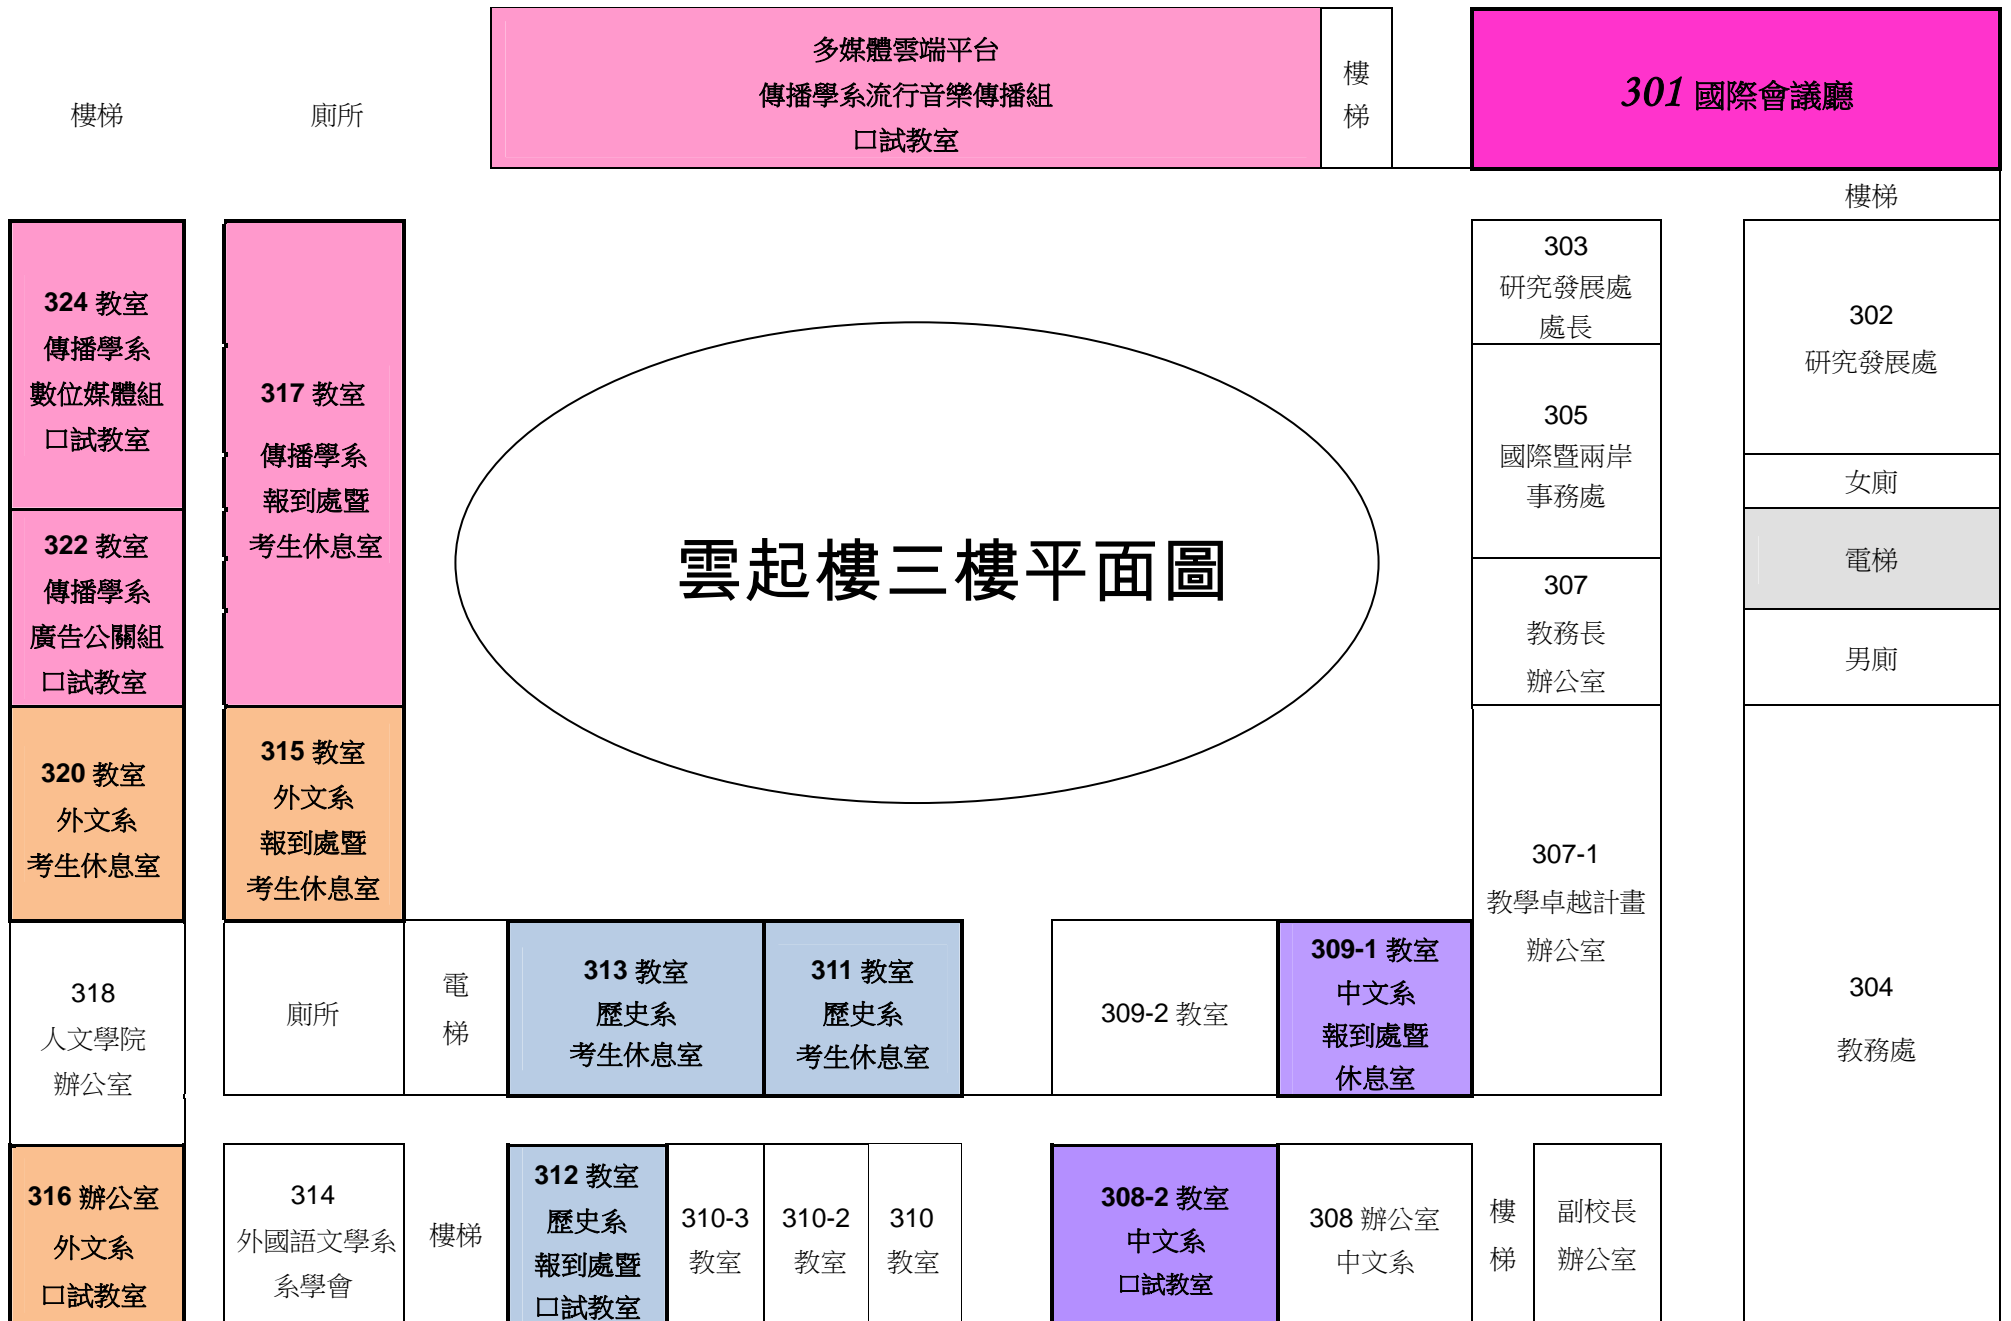 多媒體雲端平台
傳播學系流行音樂傳播組
口試教室
樓
梯
301 國際會議廳
樓梯
廁所
樓梯
324 教室
傳播學系
數位媒體組
口試教室
317 教室
傳播學系
報到處暨
考生休息室
303
研究發展處
處長
302
研究發展處
305
國際暨兩岸
事務處
女廁
322 教室
傳播學系
廣告公關組
口試教室
雲起樓三樓平面圖
電梯
307
教務長
辦公室
男廁
320 教室
外文系
考生休息室
315 教室
外文系
報到處暨
考生休息室
307-1
教學卓越計畫
辦公室
304
教務處
318
人文學院
辦公室
廁所
電
梯
313 教室
歷史系
考生休息室
311 教室
歷史系
考生休息室
309-2 教室
309-1 教室
中文系
報到處暨
休息室
316 辦公室
外文系
口試教室
314
外國語文學系
系學會
樓梯
312 教室
歷史系
報到處暨
口試教室
310-3
教室
310-2
教室
310
教室
308-2 教室
中文系
口試教室
308 辦公室
中文系
樓
梯
副校長
辦公室